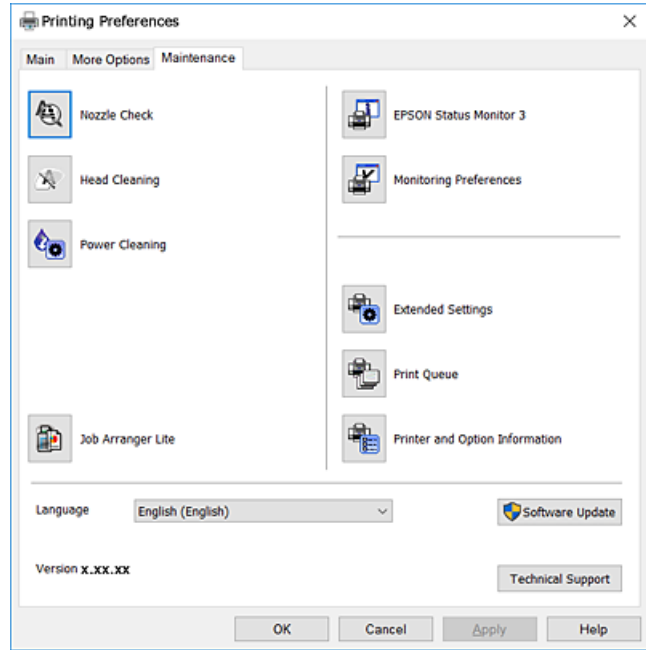 Printing Preferences
Main More Options Maintenance
Nozzle Check
EPSON Status Monitor 3
Head Cleaning
Monitoring Preferences
Power Cleaning
Extended Settings
Print Queue
Job Arranger Lite
Printer and Option Information
Language English (English) Software Update
Version x.xx.xx
Technical Support
OK Cancel Apply Help